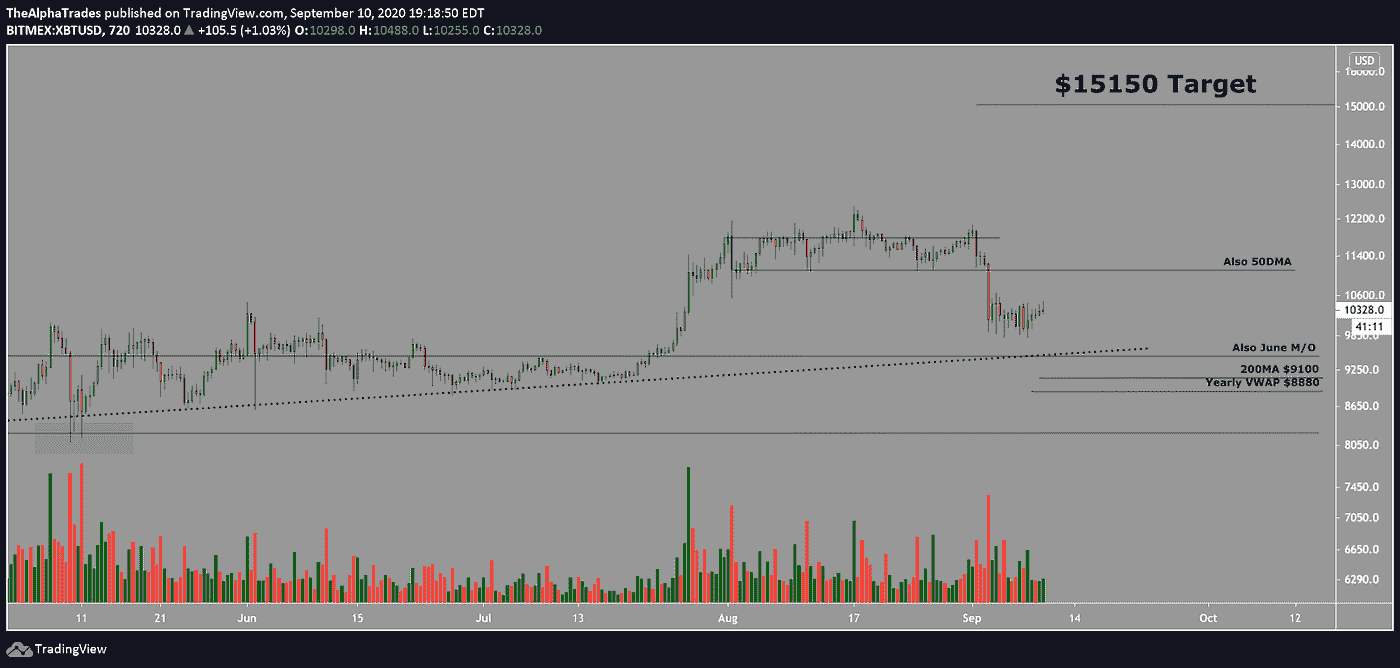 TheAlphaTrades published on TradingView.com, September 10, 2020 19:18:50 EDT
BITMEX:XBTUSD, 720 10328.0 ▲ +105.5 (+1.03%) O:10298.0 H:10488.0 L:10255.0 C:10328.0
USD
16000.0
$15150 Target
15000.0
14000.0
13000.0
12200.0
11400.0
Also 50DMA
10600.0
10328.0
41:11
Also June M/O
9250.0
200MA $9100
Yearly VWAP $8880
8650.0
8050.0
7450.0
7050.0
6650.0
6290.0
11 21 Jun 15 Jul 13 Aug 17 Sep 14 Oct 12
TradingView